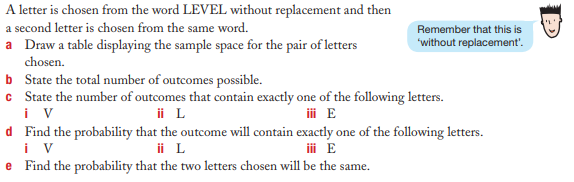 A letter is chosen from the word LEVEL without replacement and then
a second letter is chosen from the same word.
Remember that this is
'without replacement'.
a Draw a table displaying the sample space for the pair of letters
chosen.
b State the total number of outcomes possible.
c State the number of outcomes that contain exactly one of the following letters.
i V ii L iii E
d Find the probability that the outcome will contain exactly one of the following letters.
i V ii L iii E
e Find the probability that the two letters chosen will be the same.